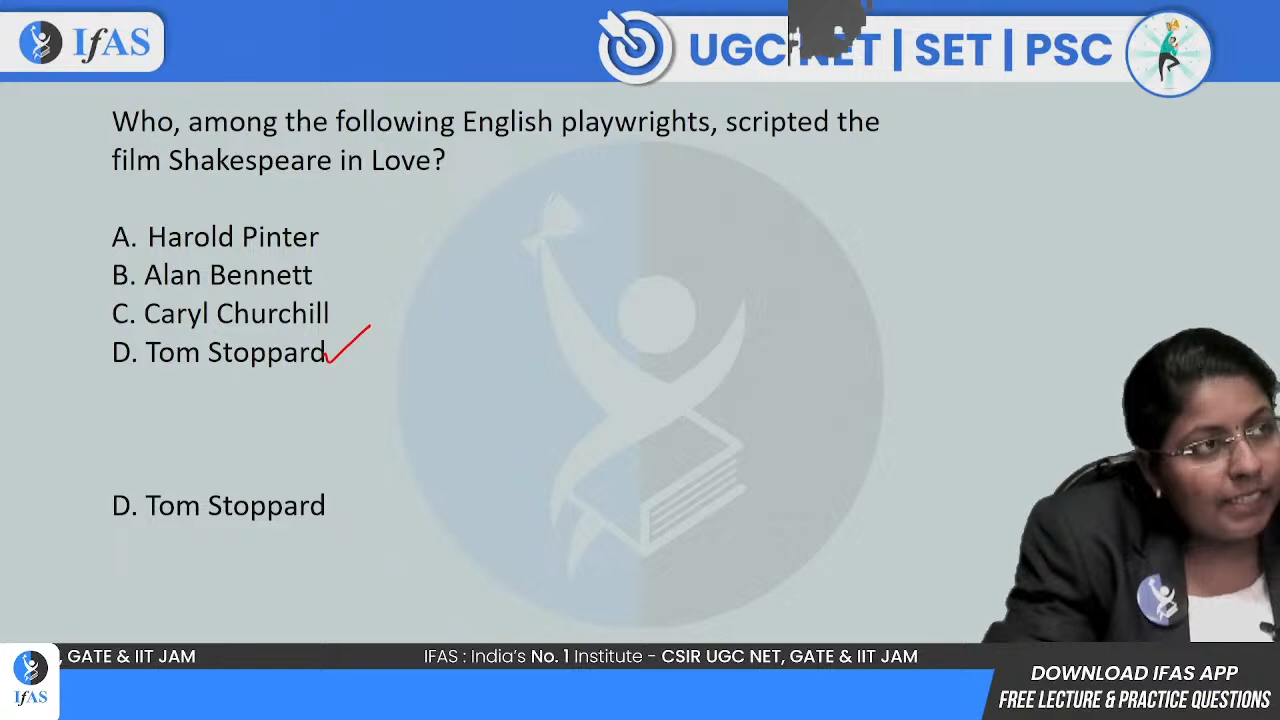 IfAS
UGC NET | SET | PSC
Who, among the following English playwrights, scripted the
film Shakespeare in Love?
A. Harold Pinter
B. Alan Bennett
C. Caryl Churchill
D. Tom Stoppard
D. Tom Stoppard
, GATE & IIT JAM
IFAS : India's No. 1 Institute - CSIR UGC NET, GATE & IIT JAM
IfAS
DOWNLOAD IFAS APP
FREE LECTURE & PRACTICE QUESTIONS